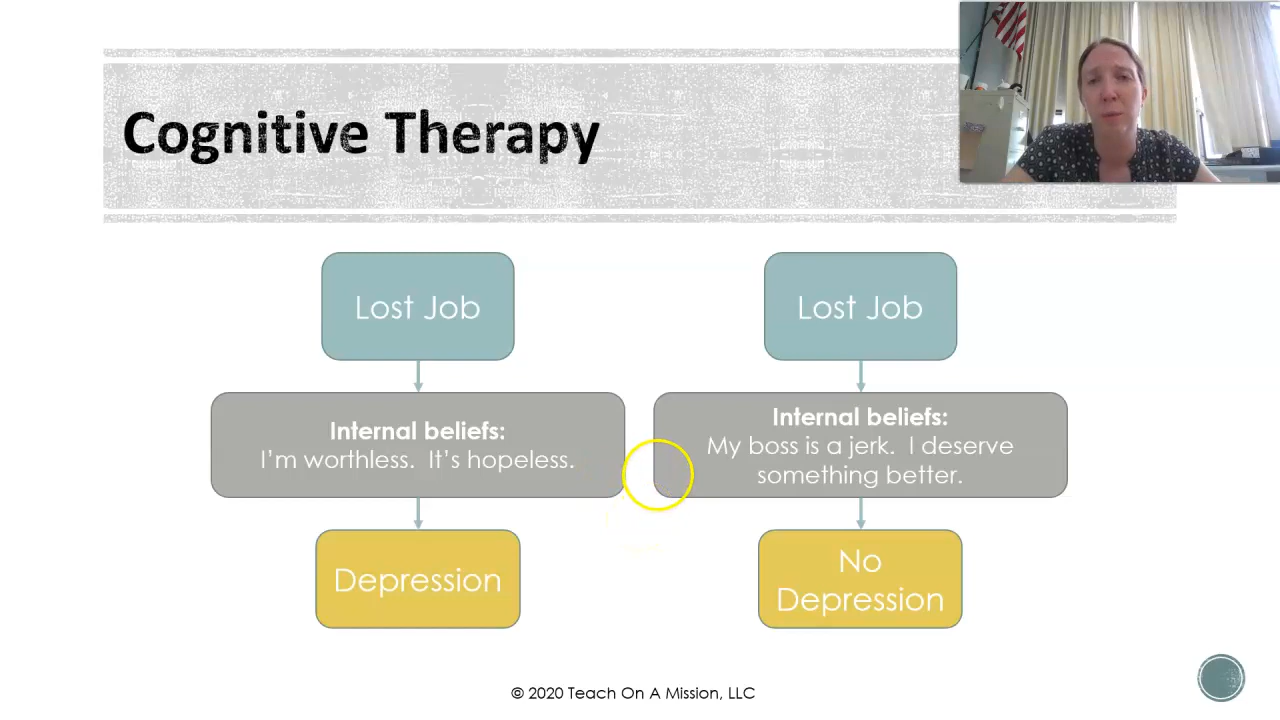 Cognitive Therapy
Lost Job
Internal beliefs:
I'm worthless.  It's hopeless.
Depression
Lost Job
Internal beliefs:
My boss is a jerk.  I deserve
something better.
No
Depression
© 2020 Teach On A Mission, LLC